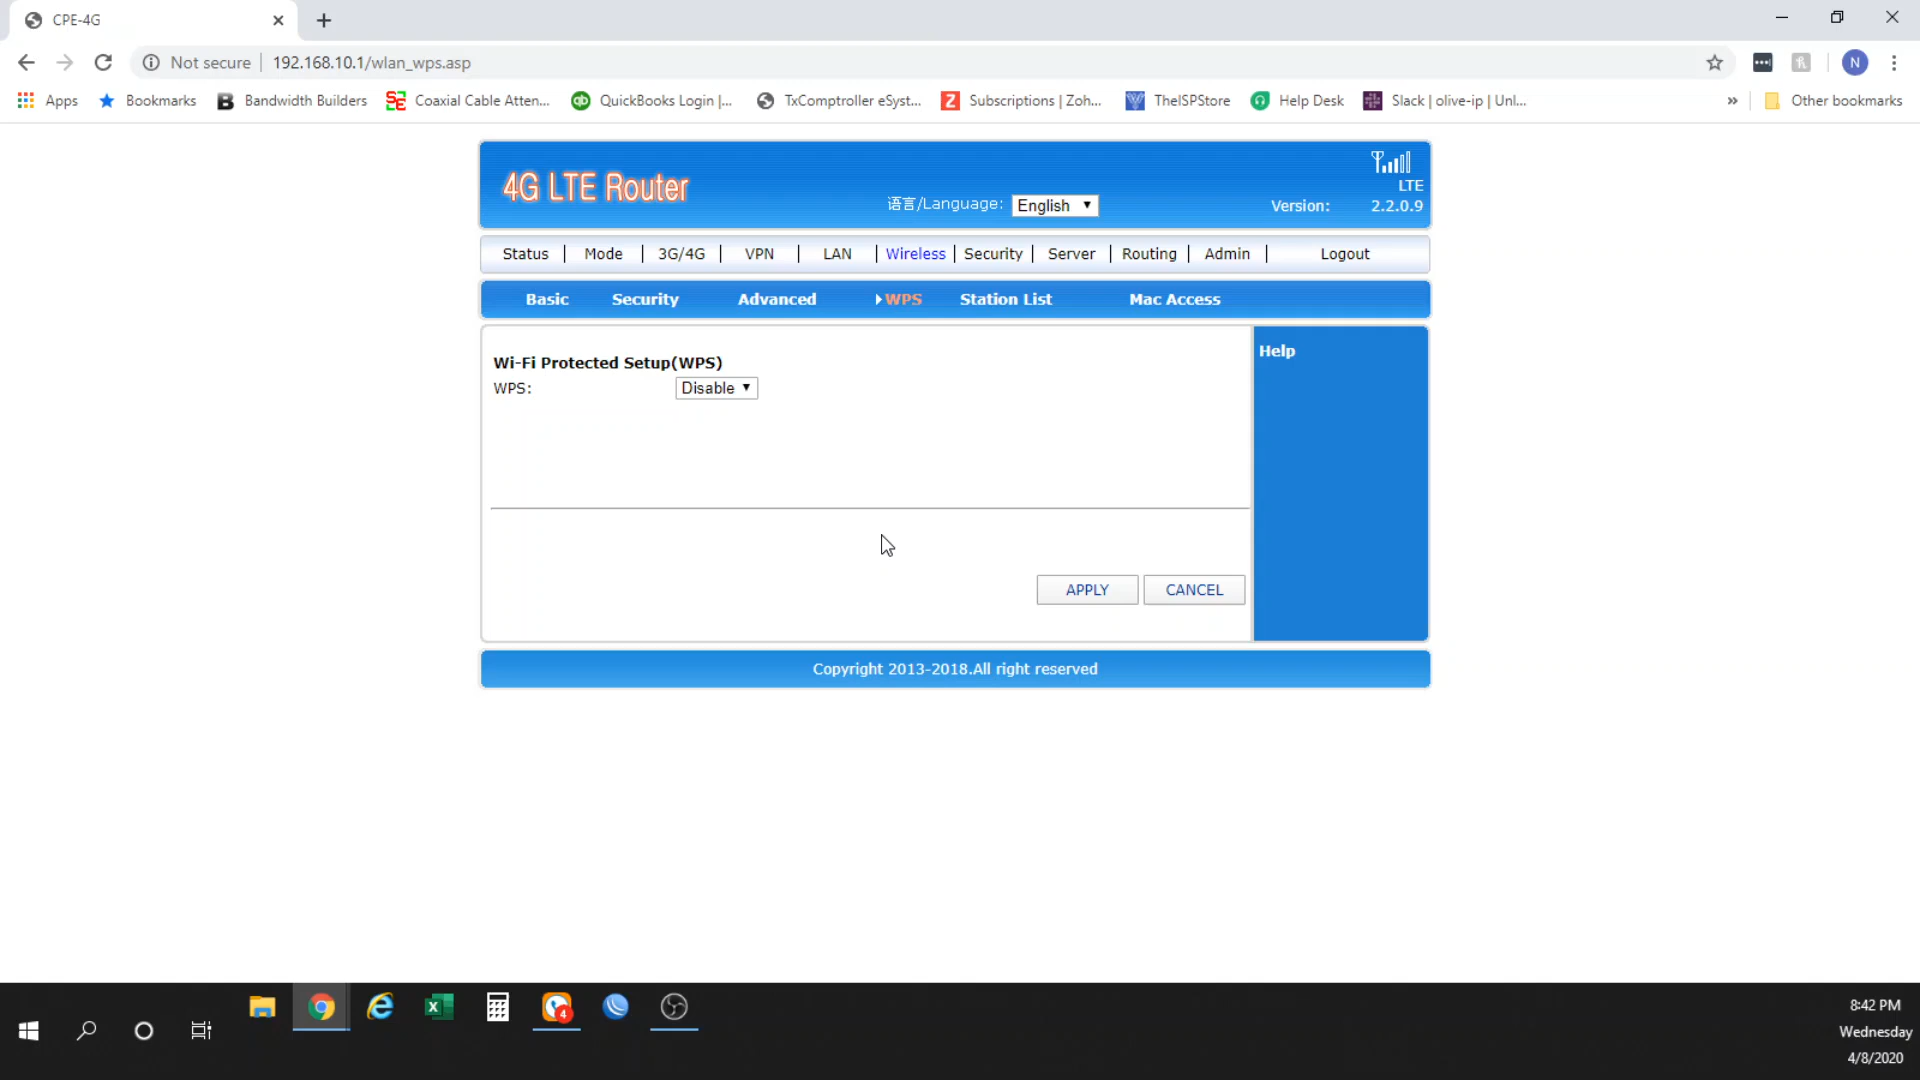 CPE-4G
Not secure 192.168.10.1/wlan_wps.asp
N
Apps Bookmarks Bandwidth Builders Coaxial Cable Atten... QuickBooks Login |... TxComptroller eSyst... Subscriptions | Zoh... TheISPStore Help Desk Slack | olive-ip | Unl... » Other bookmarks
4G LTE Router
语言/Language: English
LTE
Version: 2.2.0.9
Status | Mode | 3G/4G | VPN | LAN | Wireless | Security | Server | Routing | Admin | Logout
Basic Security Advanced WPS Station List Mac Access
Wi-Fi Protected Setup(WPS)
WPS: Disable
Help
APPLY CANCEL
Copyright 2013-2018.All right reserved
4
8:42 PM
Wednesday
4/8/2020